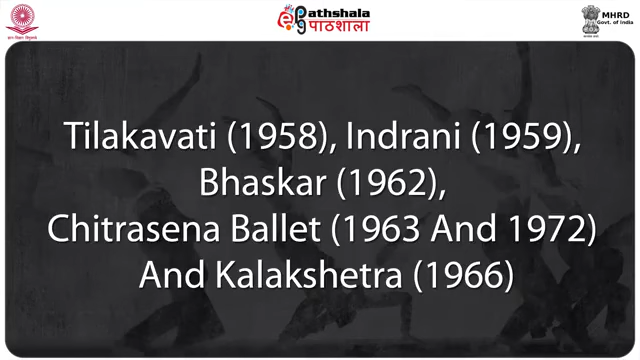 Pathshala
पाठशाला
MHRD
Govt. of India
Tilakavati (1958), Indrani (1959),
Bhaskar (1962),
Chitrasena Ballet (1963 And 1972)
And Kalakshetra (1966)